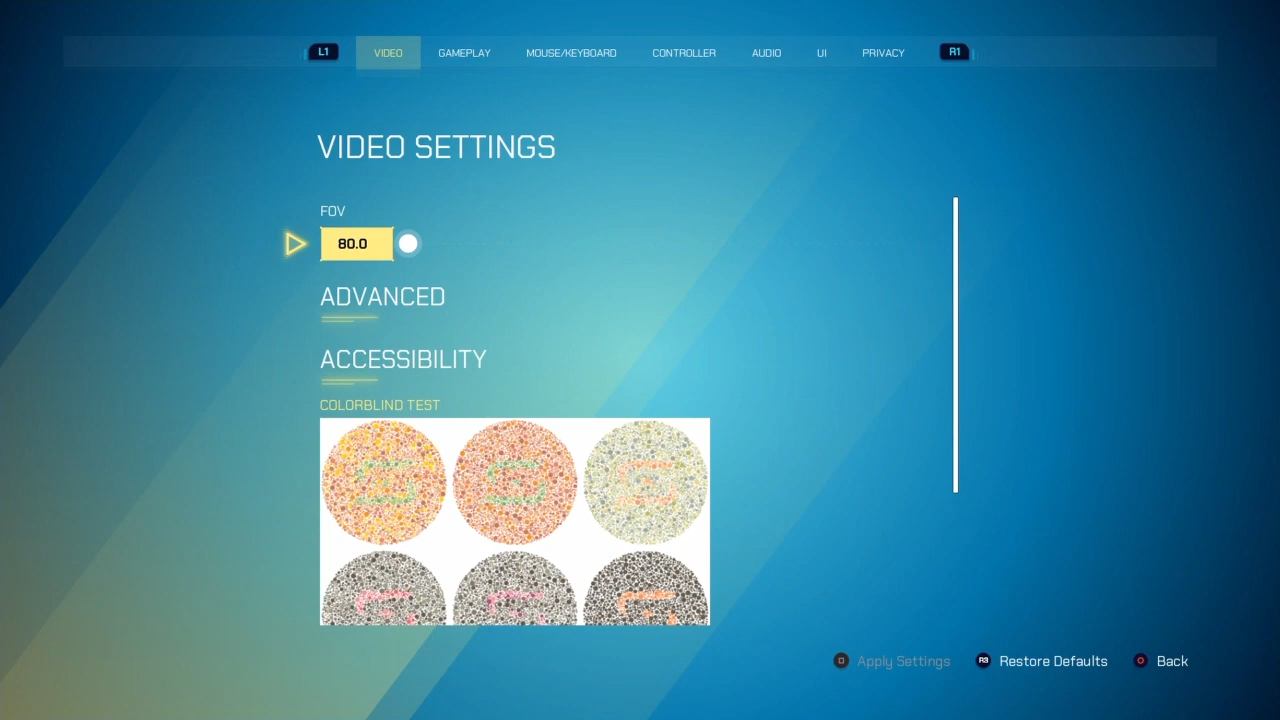 L1 VIDEO GAMEPLAY MOUSE/KEYBOARD CONTROLLER AUDIO UI PRIVACY R1
VIDEO SETTINGS
FOV
80.0
ADVANCED
ACCESSIBILITY
COLORBLIND TEST
Apply Settings R3 Restore Defaults Back